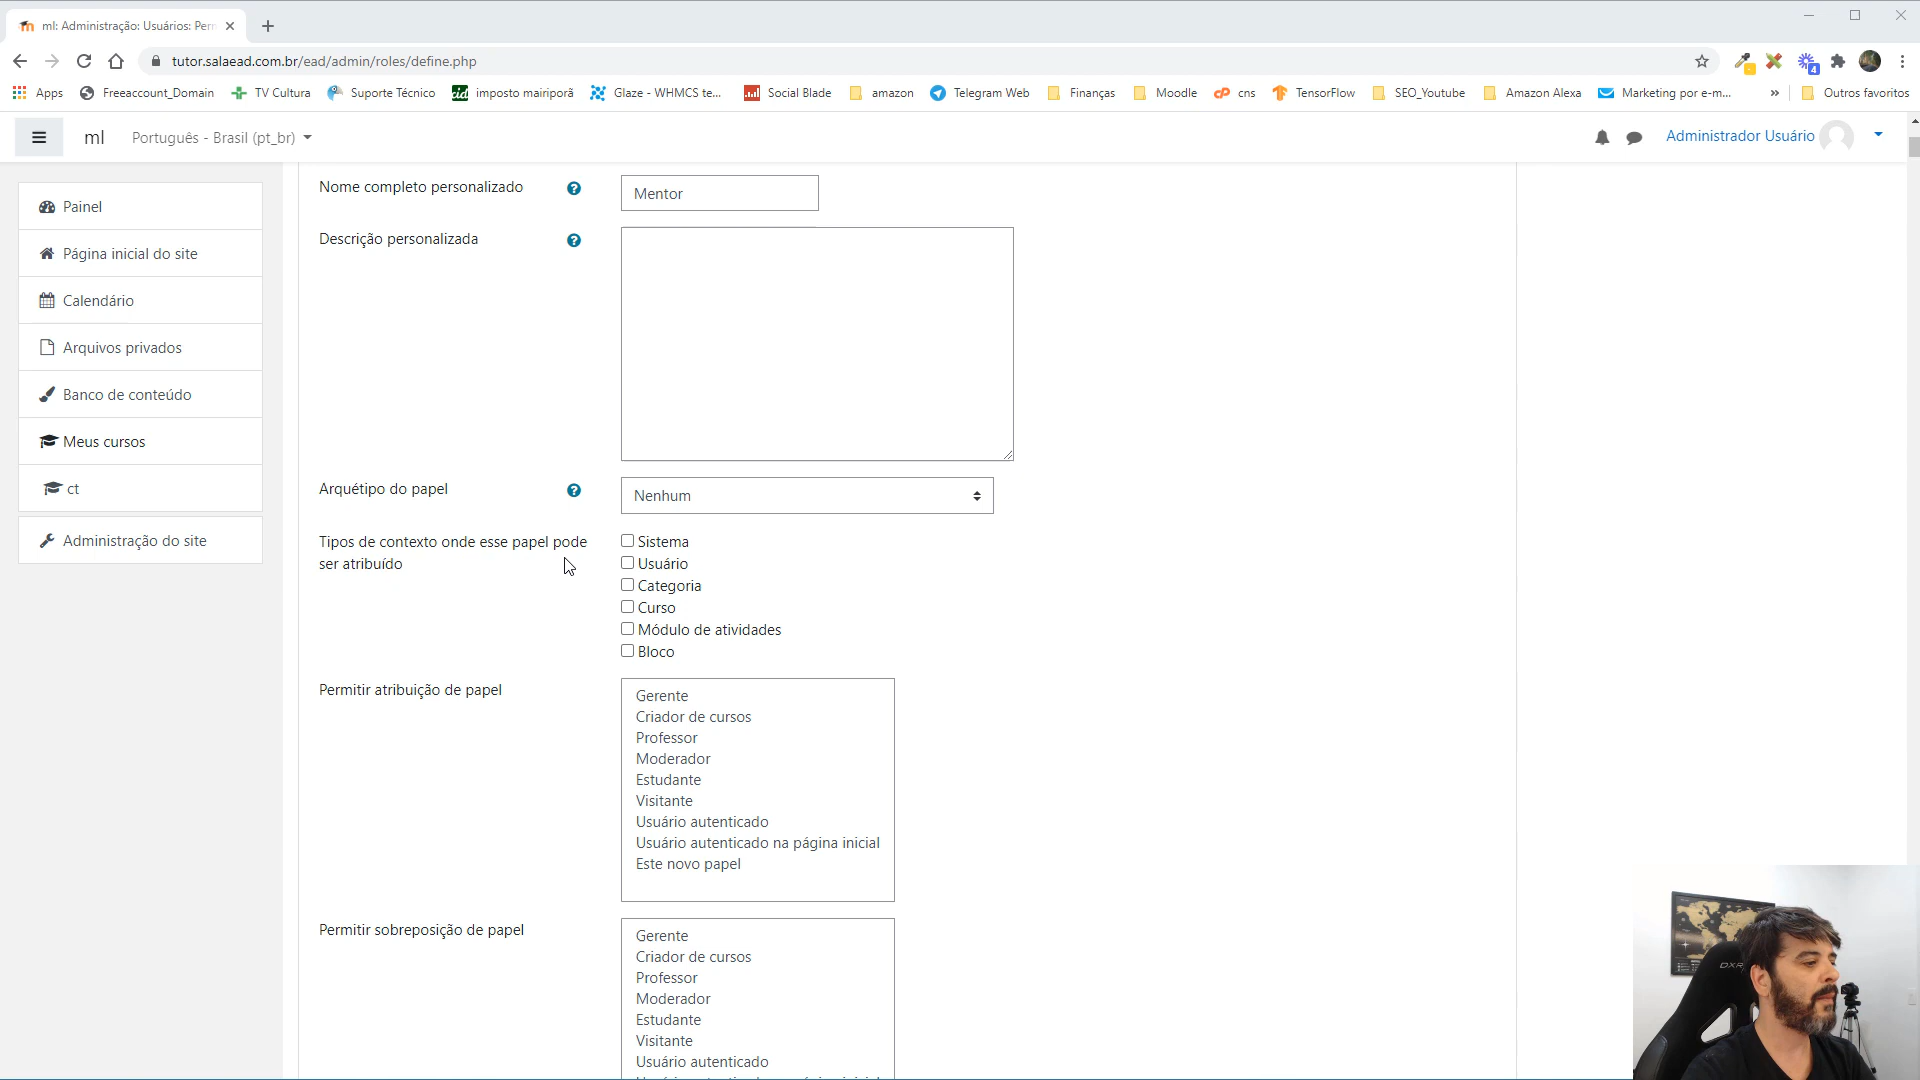 ml: Administração: Usuários: Per
tutor.salaead.com.br/ead/admin/roles/define.php
4
Apps
Freeaccount_Domain
TV Cultura
Suporte Técnico
cid
imposto mairiporã
Glaze - WHMCS te...
Social Blade
amazon
Telegram Web
Finanças
Moodle
cns
TensorFlow
SEO_Youtube
Amazon Alexa
Marketing por e-m...
»
Outros favoritos
ml
Português - Brasil (pt_br)
Administrador Usuário
Painel
Página inicial do site
Calendário
Arquivos privados
Banco de conteúdo
Meus cursos
ct
Administração do site
Nome completo personalizado
Mentor
Descrição personalizada
Arquétipo do papel
Nenhum
Tipos de contexto onde esse papel pode
ser atribuído
Sistema
Usuário
Categoria
Curso
Módulo de atividades
Bloco
Permitir atribuição de papel
Gerente
Criador de cursos
Professor
Moderador
Estudante
Visitante
Usuário autenticado
Usuário autenticado na página inicial
Este novo papel
Permitir sobreposição de papel
Gerente
Criador de cursos
Professor
Moderador
Estudante
Visitante
Usuário autenticado